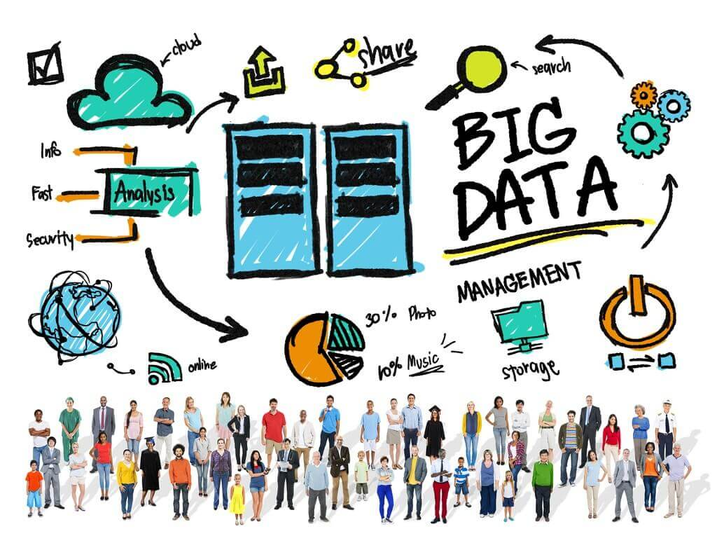 cloud
share
search
BIG
DATA
Info
Fast
Analysis
Security
MANAGEMENT
30% Photo
10% Music
online
storage